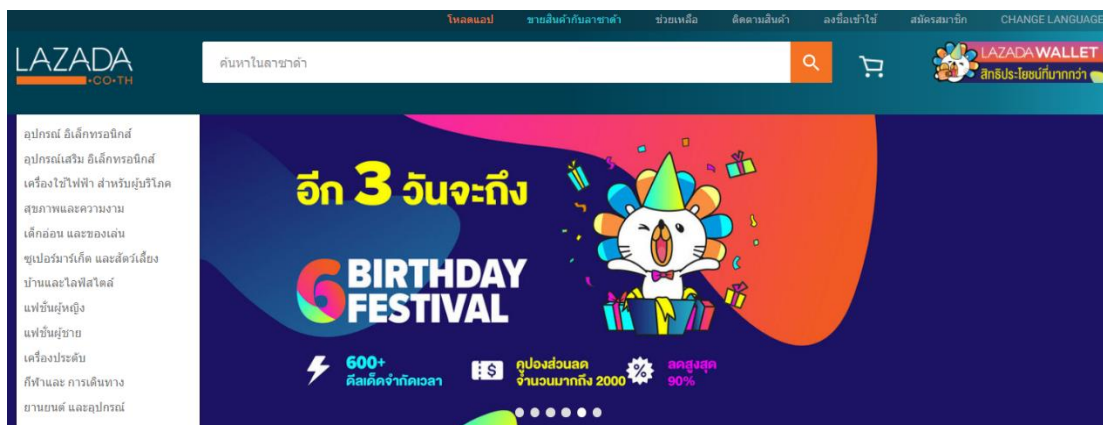 โหลดแอป ขายสินค้ากับลาซาด้า ช่วยเหลือ ติดตามสินค้า ลงชื่อเข้าใช้ สมัครสมาชิก CHANGE LANGUAGE
LAZADA
•CO•TH
ค้นหาในลาซาด้า
LAZADA WALLET
สิทธิประโยชน์ที่มากกว่า
อุปกรณ์ อิเล็กทรอนิกส์
อุปกรณ์เสริม อิเล็กทรอนิกส์
เครื่องใช้ไฟฟ้า สำหรับผู้บริโภค
สุขภาพและความงาม
เด็กอ่อน และของเล่น
ซูเปอร์มาร์เก็ต และสัตว์เลี้ยง
บ้านและไลฟ์สไตล์
แฟชั่นผู้หญิง
แฟชั่นผู้ชาย
เครื่องประดับ
กีฬาและ การเดินทาง
ยานยนต์ และอุปกรณ์
อีก 3 วันจะถึง
6 BIRTHDAY
FESTIVAL
600+
ดีลเด็ดจำกัดเวลา
คูปองส่วนลด
จำนวนมากถึง 2000
ลดสูงสุด
90%